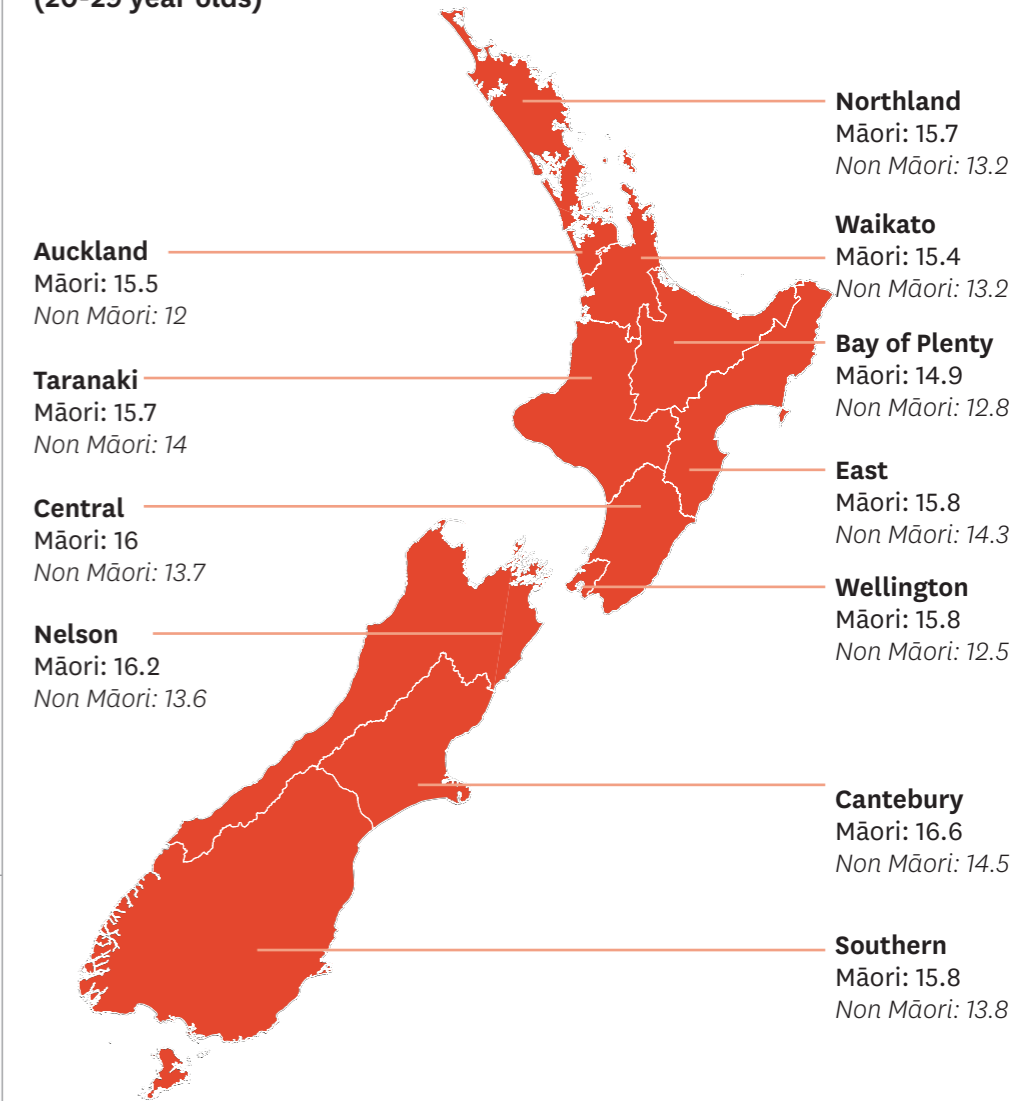 (20-29 year olds)
Northland
Māori: 15.7
Non Māori: 13.2
Waikato
Māori: 15.4
Non Māori: 13.2
Auckland
Māori: 15.5
Non Māori: 12
Bay of Plenty
Māori: 14.9
Non Māori: 12.8
Taranaki
Māori: 15.7
Non Māori: 14
East
Māori: 15.8
Non Māori: 14.3
Central
Māori: 16
Non Māori: 13.7
Wellington
Māori: 15.8
Non Māori: 12.5
Nelson
Māori: 16.2
Non Māori: 13.6
Cantebury
Māori: 16.6
Non Māori: 14.5
Southern
Māori: 15.8
Non Māori: 13.8